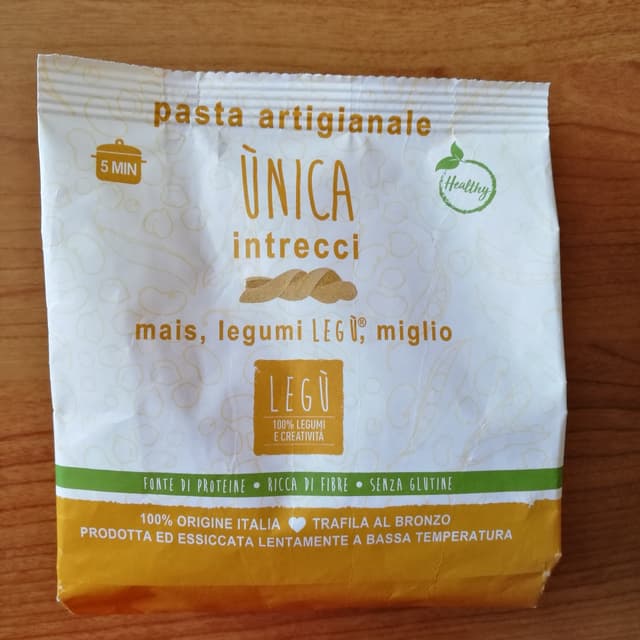 pasta artigianale
5 MIN
Healthy
ÙNICA
intrecci
mais, legumi LEGÙ®, miglio
LEGÙ
100% LEGUMI
E CREATIVITÀ
FONTE DI PROTEINE • RICCA DI FIBRE • SENZA GLUTINE
100% ORIGINE ITALIA TRAFILA AL BRONZO
PRODOTTA ED ESSICCATA LENTAMENTE A BASSA TEMPERATURA